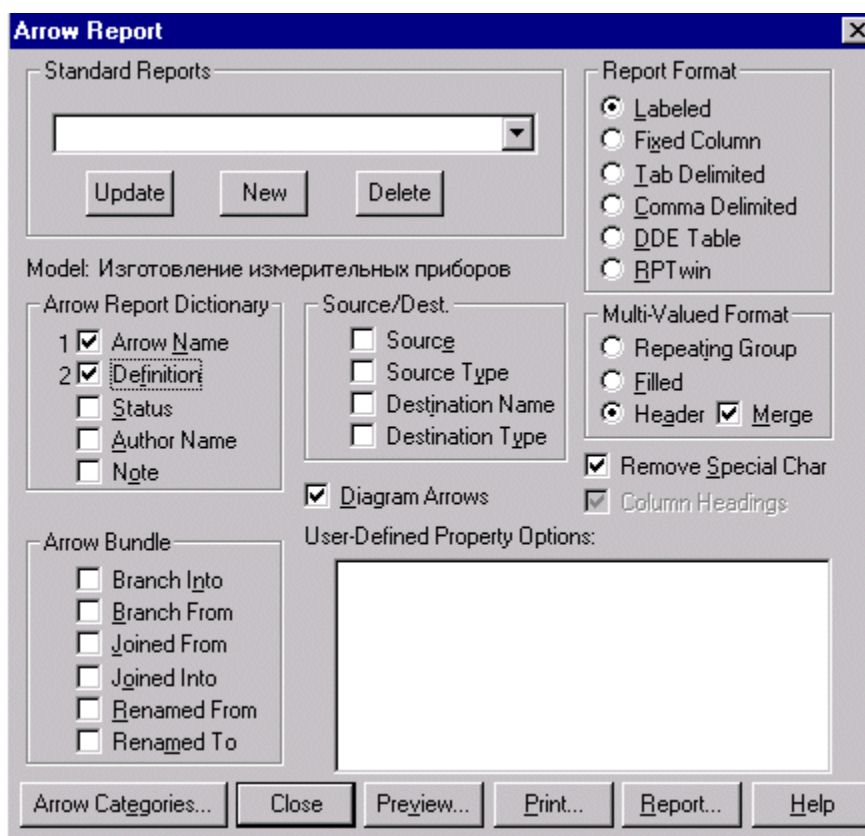 Arrow Report
Standard Reports
Update New Delete
Model: Изготовление измерительных приборов
Arrow Report Dictionary
1 Arrow Name
2 Definition
Status
Author Name
Note
Source/Dest.
Source
Source Type
Destination Name
Destination Type
Diagram Arrows
Report Format
Labeled
Fixed Column
Tab Delimited
Comma Delimited
DDE Table
RPTwin
Multi-Valued Format
Repeating Group
Filled
Header Merge
Remove Special Char
Column Headings
Arrow Bundle
Branch Into
Branch From
Joined From
Joined Into
Renamed From
Renamed To
User-Defined Property Options:
Arrow Categories... Close Preview... Print... Report... Help